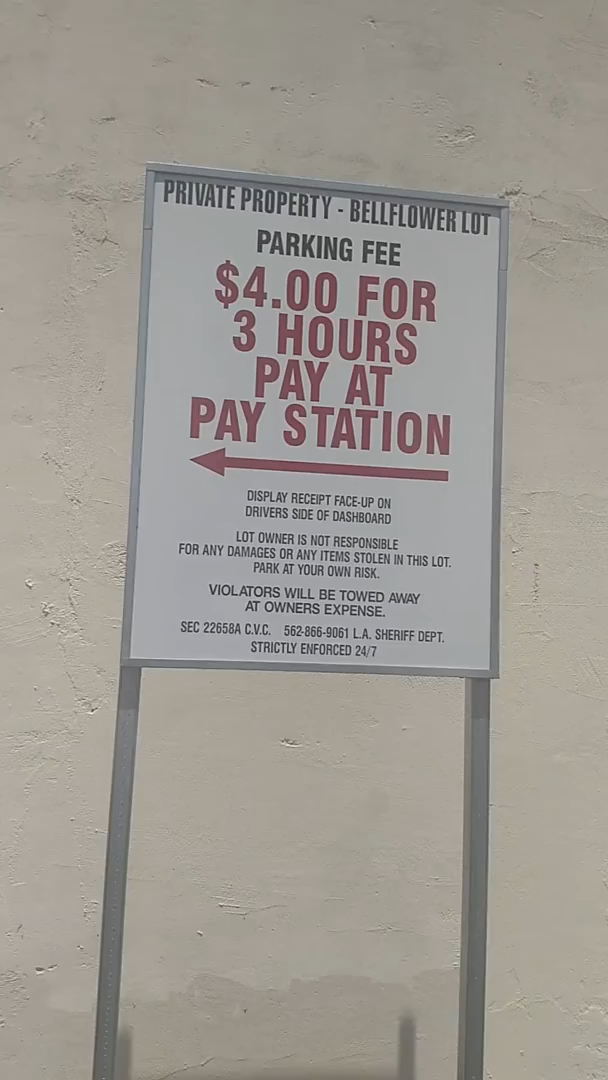 PRIVATE PROPERTY - BELLFLOWER LOT
PARKING FEE
$4.00 FOR
3 HOURS
PAY AT
PAY STATION
DISPLAY RECEIPT FACE-UP ON
DRIVERS SIDE OF DASHBOARD
LOT OWNER IS NOT RESPONSIBLE
FOR ANY DAMAGES OR ANY ITEMS STOLEN IN THIS LOT.
PARK AT YOUR OWN RISK.
VIOLATORS WILL BE TOWED AWAY
AT OWNERS EXPENSE.
SEC 22658A C.V.C. 562-866-9061 L.A. SHERIFF DEPT.
STRICTLY ENFORCED 24/7